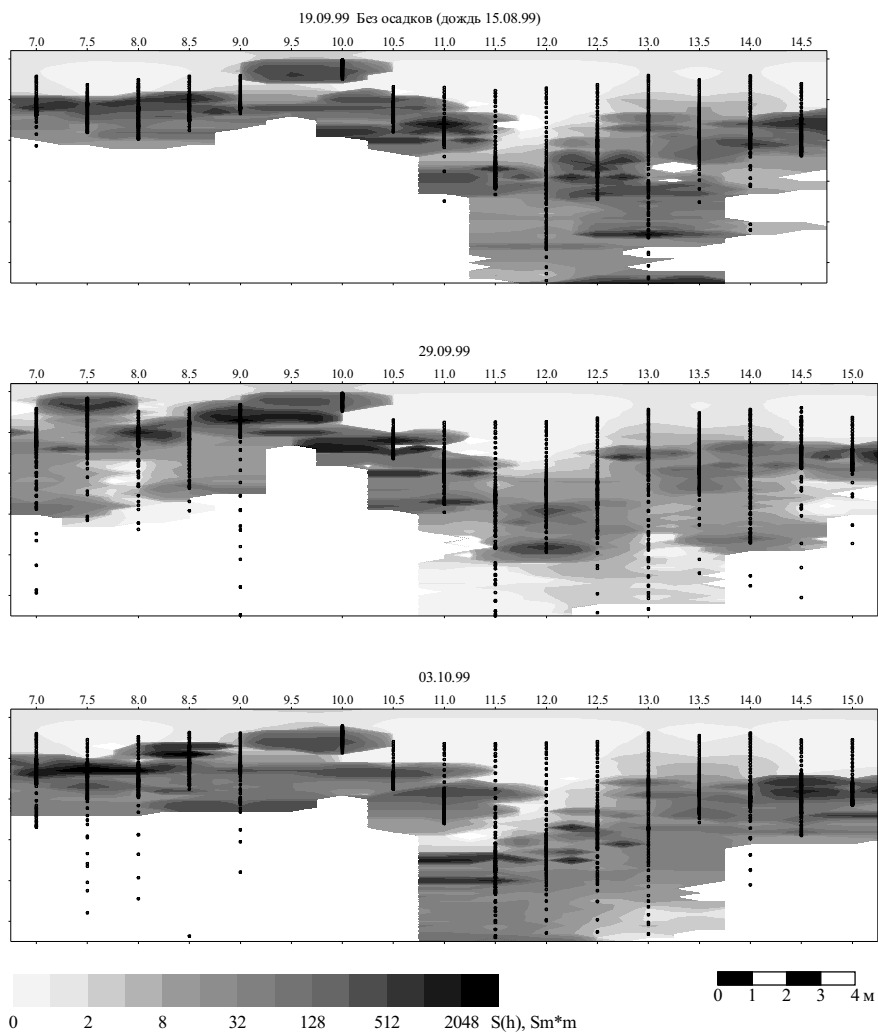 19.09.99 Без осадков (дождь 15.08.99)
7.0 7.5 8.0 8.5 9.0 9.5 10.0 10.5 11.0 11.5 12.0 12.5 13.0 13.5 14.0 14.5
29.09.99
7.0 7.5 8.0 8.5 9.0 9.5 10.0 10.5 11.0 11.5 12.0 12.5 13.0 13.5 14.0 14.5 15.0
03.10.99
7.0 7.5 8.0 8.5 9.0 9.5 10.0 10.5 11.0 11.5 12.0 12.5 13.0 13.5 14.0 14.5 15.0
0 2 8 32 128 512 2048 S(h), Sm*m
0 1 2 3 4 м